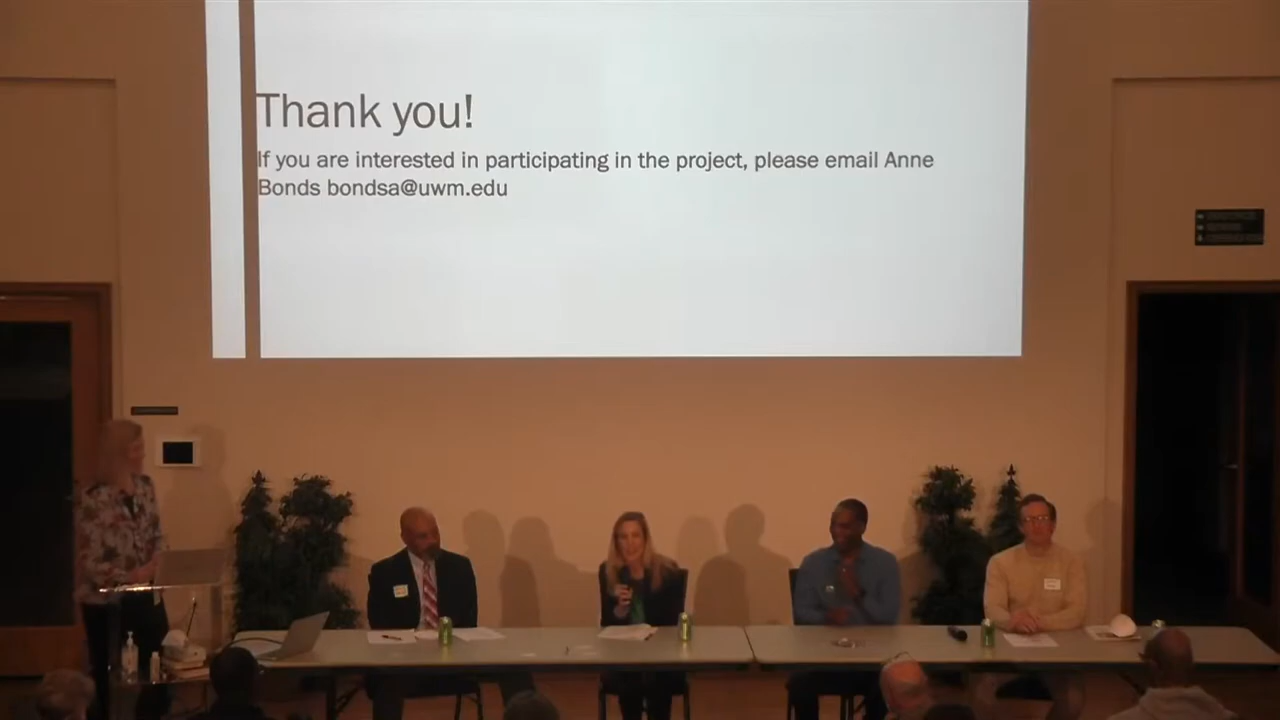 Thank you!
If you are interested in participating in the project, please email Anne
Bonds bondsa@uwm.edu